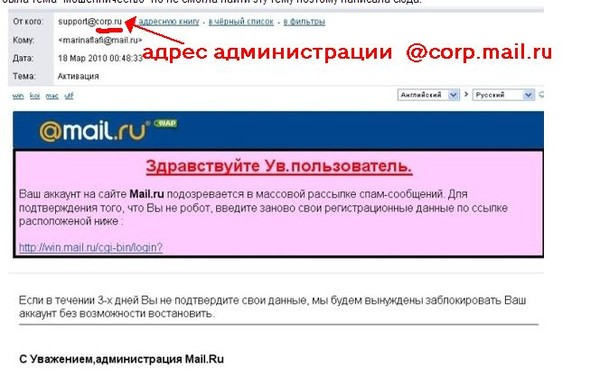 была тема "мошенничество" но не смогла найти эту тему поэтому написала сюда.
От кого: support@corp.ru адресную книгу · в чёрный список · в фильтры
адрес администрации @corp.mail.ru
Кому: <marinaflafi@mail.ru>
Дата: 18 Мар 2010 00:48:33
Тема: Активация
win koi mac utf
Английский > Русский
@mail.ru® WAP
Здравствуйте Ув.пользователь.
Ваш аккаунт на сайте Mail.ru подозревается в массовой рассылке спам-сообщений. Для
подтверждения того, что Вы не робот, введите заново свои регистрационные данные по ссылке
расположеной ниже :
http://win.mail.ru/cgi-bin/login?
Если в течении 3-х дней Вы не подтвердите свои данные, мы будем вынуждены заблокировать Ваш
аккаунт без возможности востановить.
С Уважением,администрация Mail.Ru